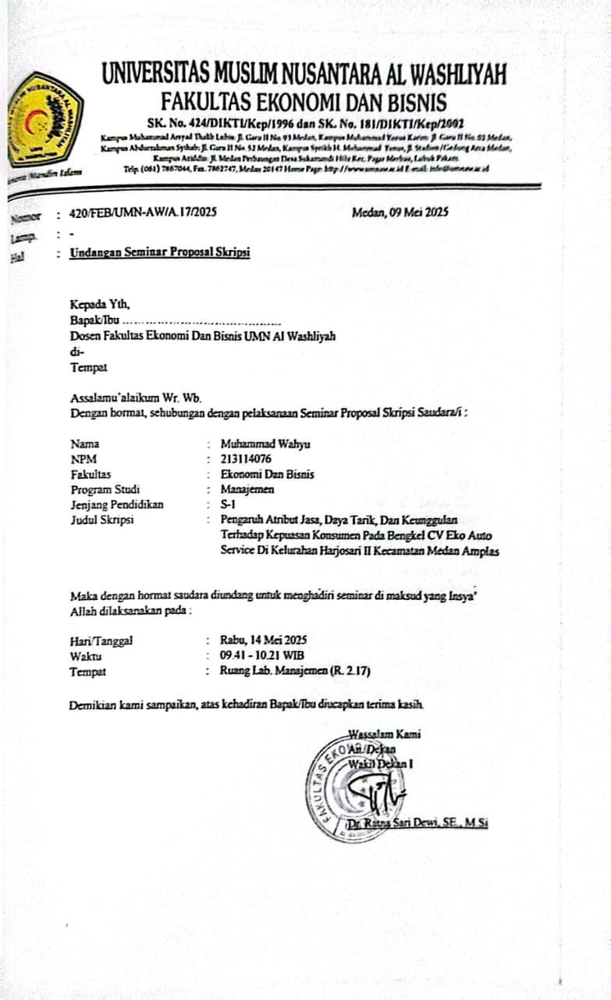 UNIVERSITAS MUSLIM NUSANTARA AL WASHLIYAH
FAKULTAS EKONOMI DAN BISNIS
SK. No. 424/DIKTI/Kep/1996 dan SK. No. 181/DIKTI/Kep/2002
Kampus Muhammad Arsyad Thalib Lubis: Jl. Garu II No. 93 Medan, Kampus Muhammad Yunus Karim: Jl. Garu II No. 02 Medan,
Kampus Abdurrahman Syihab: Jl. Garu II No. 52 Medan, Kampus Syeikh H. Muhammad Yunus, Jl. Stadion/Gedung Arca Medan,
Kampus Aziddin: Jl. Medan Perbaungan Desa Sukamandi Hilir Kec. Pagar Merbau, Lubuk Pakam.
Telp. (061) 7867044, Fax. 7862747, Medan 20147 Home Page: http://www.umnaw.ac.id E-mail: info@umnaw.ac.id
Nomor : 420/FEB/UMN-AW/A.17/2025 Medan, 09 Mei 2025
Lamp. : -
Hal : Undangan Seminar Proposal Skripsi
Kepada Yth,
Bapak/Ibu ................................................
Dosen Fakultas Ekonomi Dan Bisnis UMN Al Washliyah
di-
Tempat
Assalamu'alaikum Wr. Wb.
Dengan hormat, sehubungan dengan pelaksanaan Seminar Proposal Skripsi Saudara/i :
Nama : Muhammad Wahyu
NPM : 213114076
Fakultas : Ekonomi Dan Bisnis
Program Studi : Manajemen
Jenjang Pendidikan : S-1
Judul Skripsi : Pengaruh Atribut Jasa, Daya Tarik, Dan Keunggulan
Terhadap Kepuasan Konsumen Pada Bengkel CV Eko Auto
Service Di Kelurahan Harjosari II Kecamatan Medan Amplas
Maka dengan hormat saudara diundang untuk menghadiri seminar di maksud yang Insya'
Allah dilaksanakan pada :
Hari/Tanggal : Rabu, 14 Mei 2025
Waktu : 09.41 - 10.21 WIB
Tempat : Ruang Lab. Manajemen (R. 2.17)
Demikian kami sampaikan, atas kehadiran Bapak/Ibu diucapkan terima kasih.
Wassalam Kami
An/Dekan
Wakil Dekan I
FAKULTAS EKO
Dr. Ratna Sari Dewi, SE., M.Si